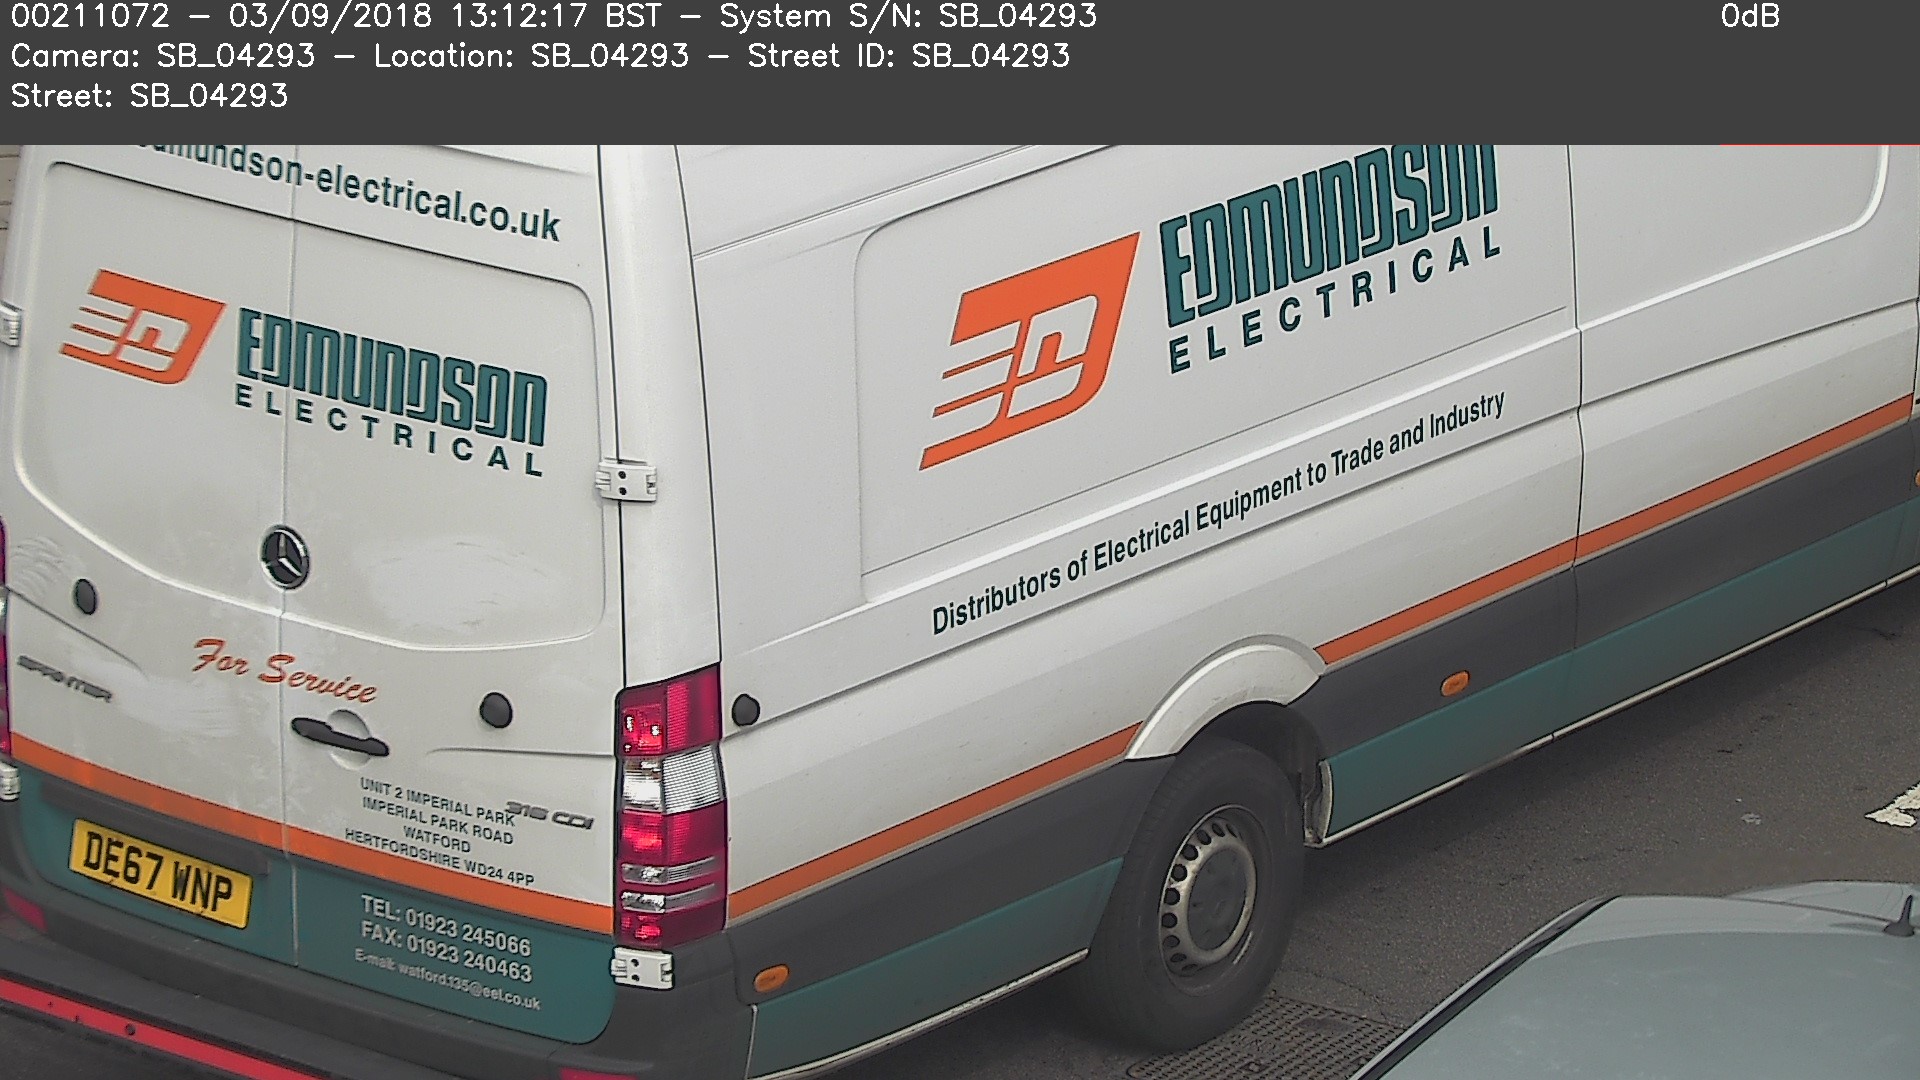 00211072 - 03/09/2018 13:12:17 BST - System S/N: SB_04293
0dB
Camera: SB_04293 - Location: SB_04293 - Street ID: SB_04293
Street: SB_04293
edmundson-electrical.co.uk
EDMUNDSON
ELECTRICAL
For Service
SPRINTER
316 CDI
UNIT 2 IMPERIAL PARK
IMPERIAL PARK ROAD
WATFORD
HERTFORDSHIRE WD24 4PP
DE67 WNP
TEL: 01923 245066
FAX: 01923 240463
E-mail: watford.135@eel.co.uk
EDMUNDSON
ELECTRICAL
Distributors of Electrical Equipment to Trade and Industry